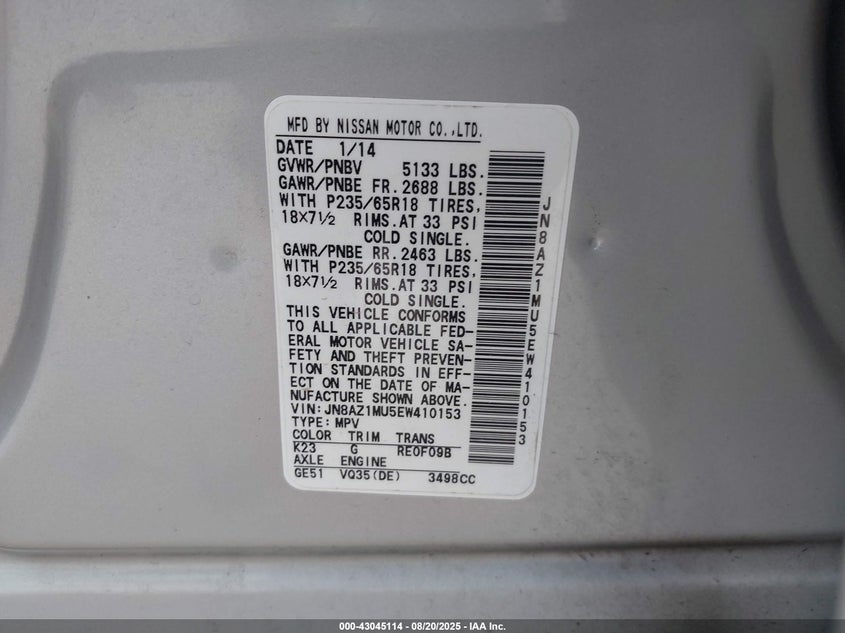 MFD BY NISSAN MOTOR CO.,LTD.
DATE 1/14
GVWR/PNBV 5133 LBS.
GAWR/PNBE FR. 2688 LBS.
WITH P235/65R18 TIRES,
18X7½ RIMS. AT 33 PSI
COLD SINGLE.
GAWR/PNBE RR. 2463 LBS.
WITH P235/65R18 TIRES,
18X7½ RIMS. AT 33 PSI
COLD SINGLE.
THIS VEHICLE CONFORMS
TO ALL APPLICABLE FED-
ERAL MOTOR VEHICLE SA-
FETY AND THEFT PREVEN-
TION STANDARDS IN EFF-
ECT ON THE DATE OF MA-
NUFACTURE SHOWN ABOVE.
VIN:JN8AZ1MU5EW410153
TYPE:MPV
COLOR TRIM TRANS
K23 G RE0F09B
AXLE ENGINE
GE51 VQ35(DE) 3498CC
JN8AZ1MU5EW410153
000-43045114 - 08/20/2025 - IAA Inc.